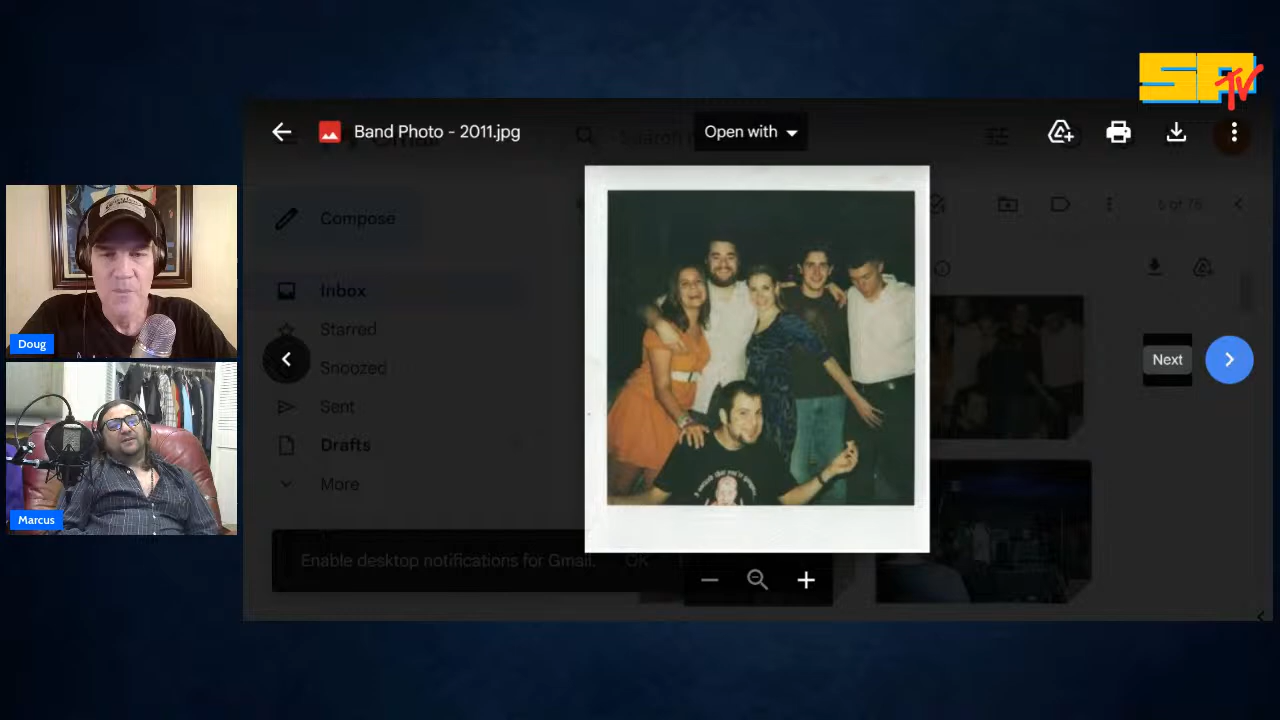 SPTV
Band Photo - 2011.jpg
Open with
Compose
Inbox
Starred
Snoozed
Sent
Drafts
More
Enable desktop notifications for Gmail. OK
Next
Doug
Marcus